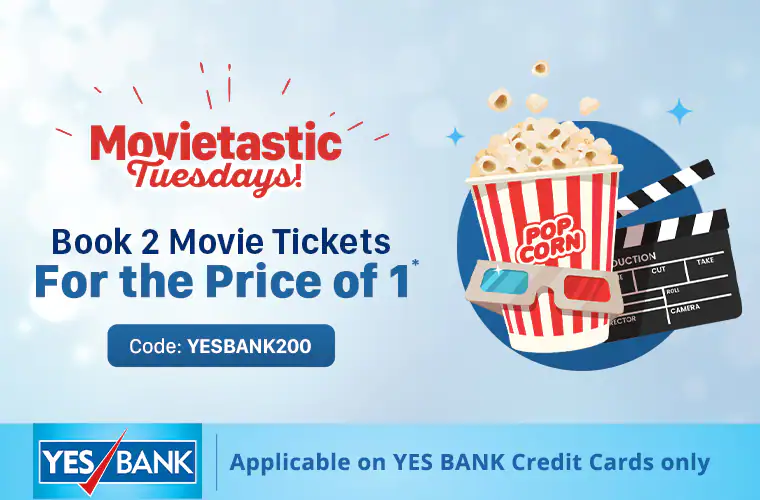 Movietastic
Tuesdays!
Book 2 Movie Tickets
For the Price of 1*
Code: YESBANK200
POP
CORN
CUT
TAKE
ROLL
CAMERA
YES BANK
Applicable on YES BANK Credit Cards only